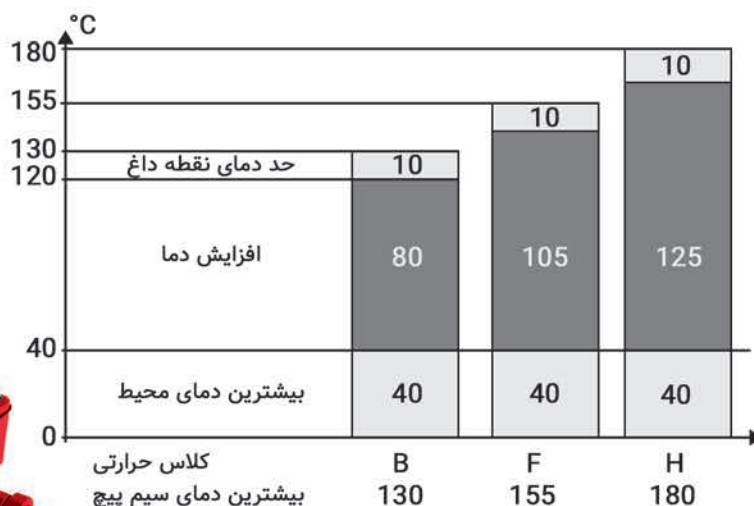 °C
180
10
155
10
130
حد دمای نقطه داغ
10
120
افزایش دما
80
105
125
40
بیشترین دمای محیط
40
40
40
0
کلاس حرارتی
B
F
H
بیشترین دمای سیم پیچ
130
155
180